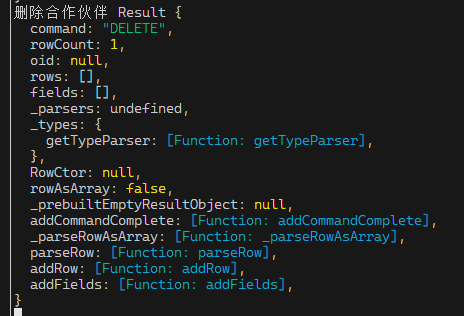 删除合作伙伴 Result {
  command: "DELETE",
  rowCount: 1,
  oid: null,
  rows: [],
  fields: [],
  _parsers: undefined,
  _types: {
    getTypeParser: [Function: getTypeParser],
  },
  RowCtor: null,
  rowAsArray: false,
  _prebuiltEmptyResultObject: null,
  addCommandComplete: [Function: addCommandComplete],
  _parseRowAsArray: [Function: _parseRowAsArray],
  parseRow: [Function: parseRow],
  addRow: [Function: addRow],
  addFields: [Function: addFields],
}